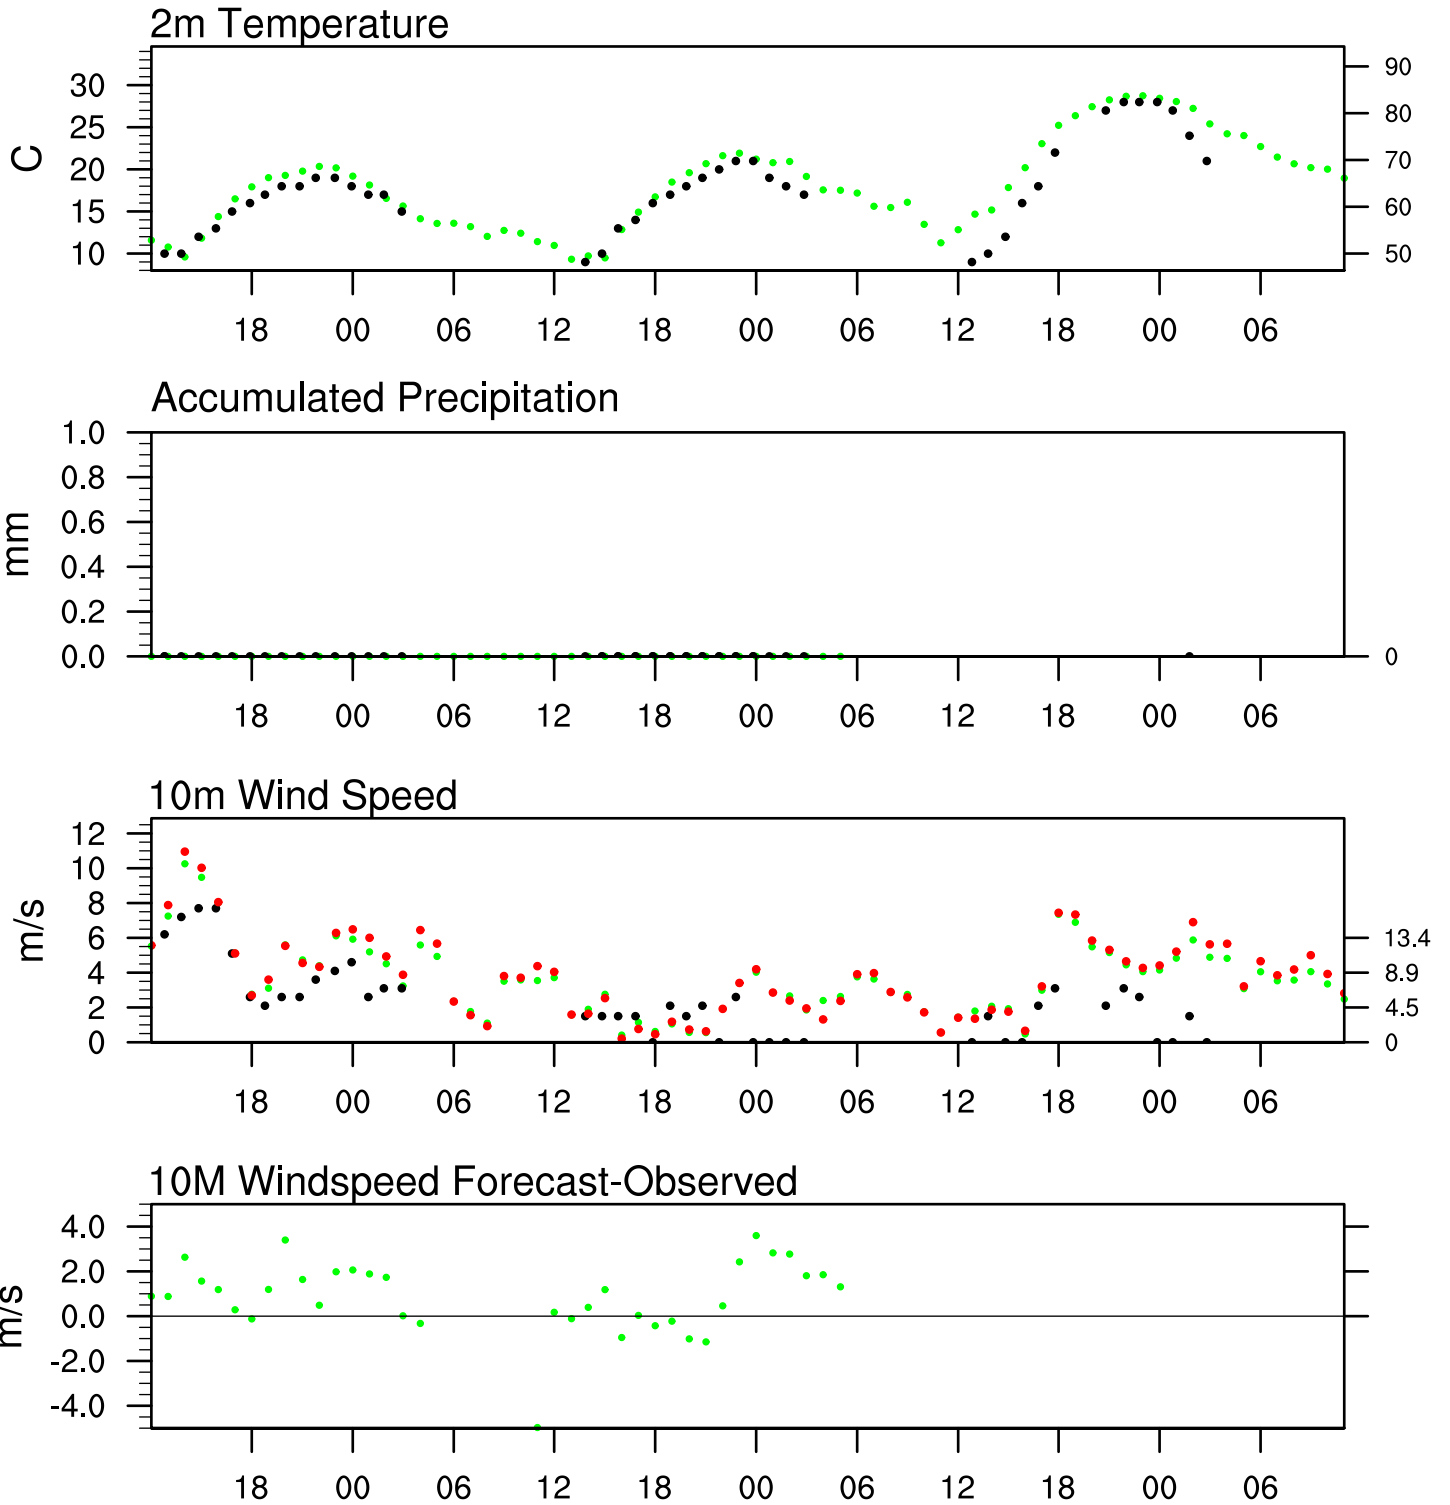 2m Temperature
30
25
20
15
10
C
90
80
70
60
50
18 00 06 12 18 00 06 12 18 00 06
Accumulated Precipitation
1.0
0.8
0.6
0.4
0.2
0.0
mm
0
18 00 06 12 18 00 06 12 18 00 06
10m Wind Speed
12
10
8
6
4
2
0
m/s
13.4
8.9
4.5
0
18 00 06 12 18 00 06 12 18 00 06
10M Windspeed Forecast-Observed
4.0
2.0
0.0
-2.0
-4.0
m/s
18 00 06 12 18 00 06 12 18 00 06